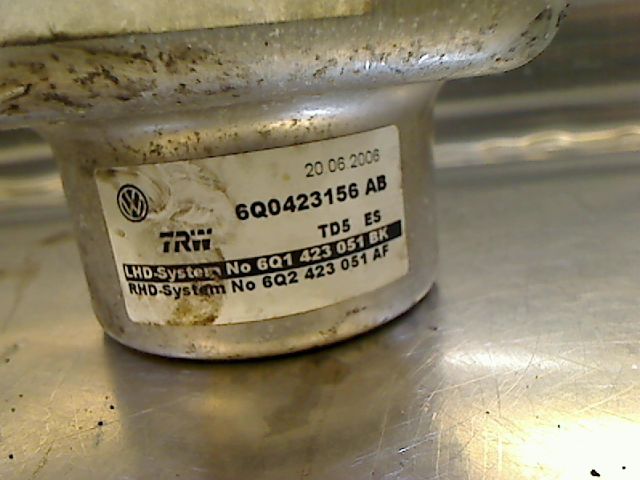 20.06.2006
6Q0423156 AB
TRW
TD5 ES
LHD-System No 6Q1 423 051 BK
RHD-System No 6Q2 423 051 AF